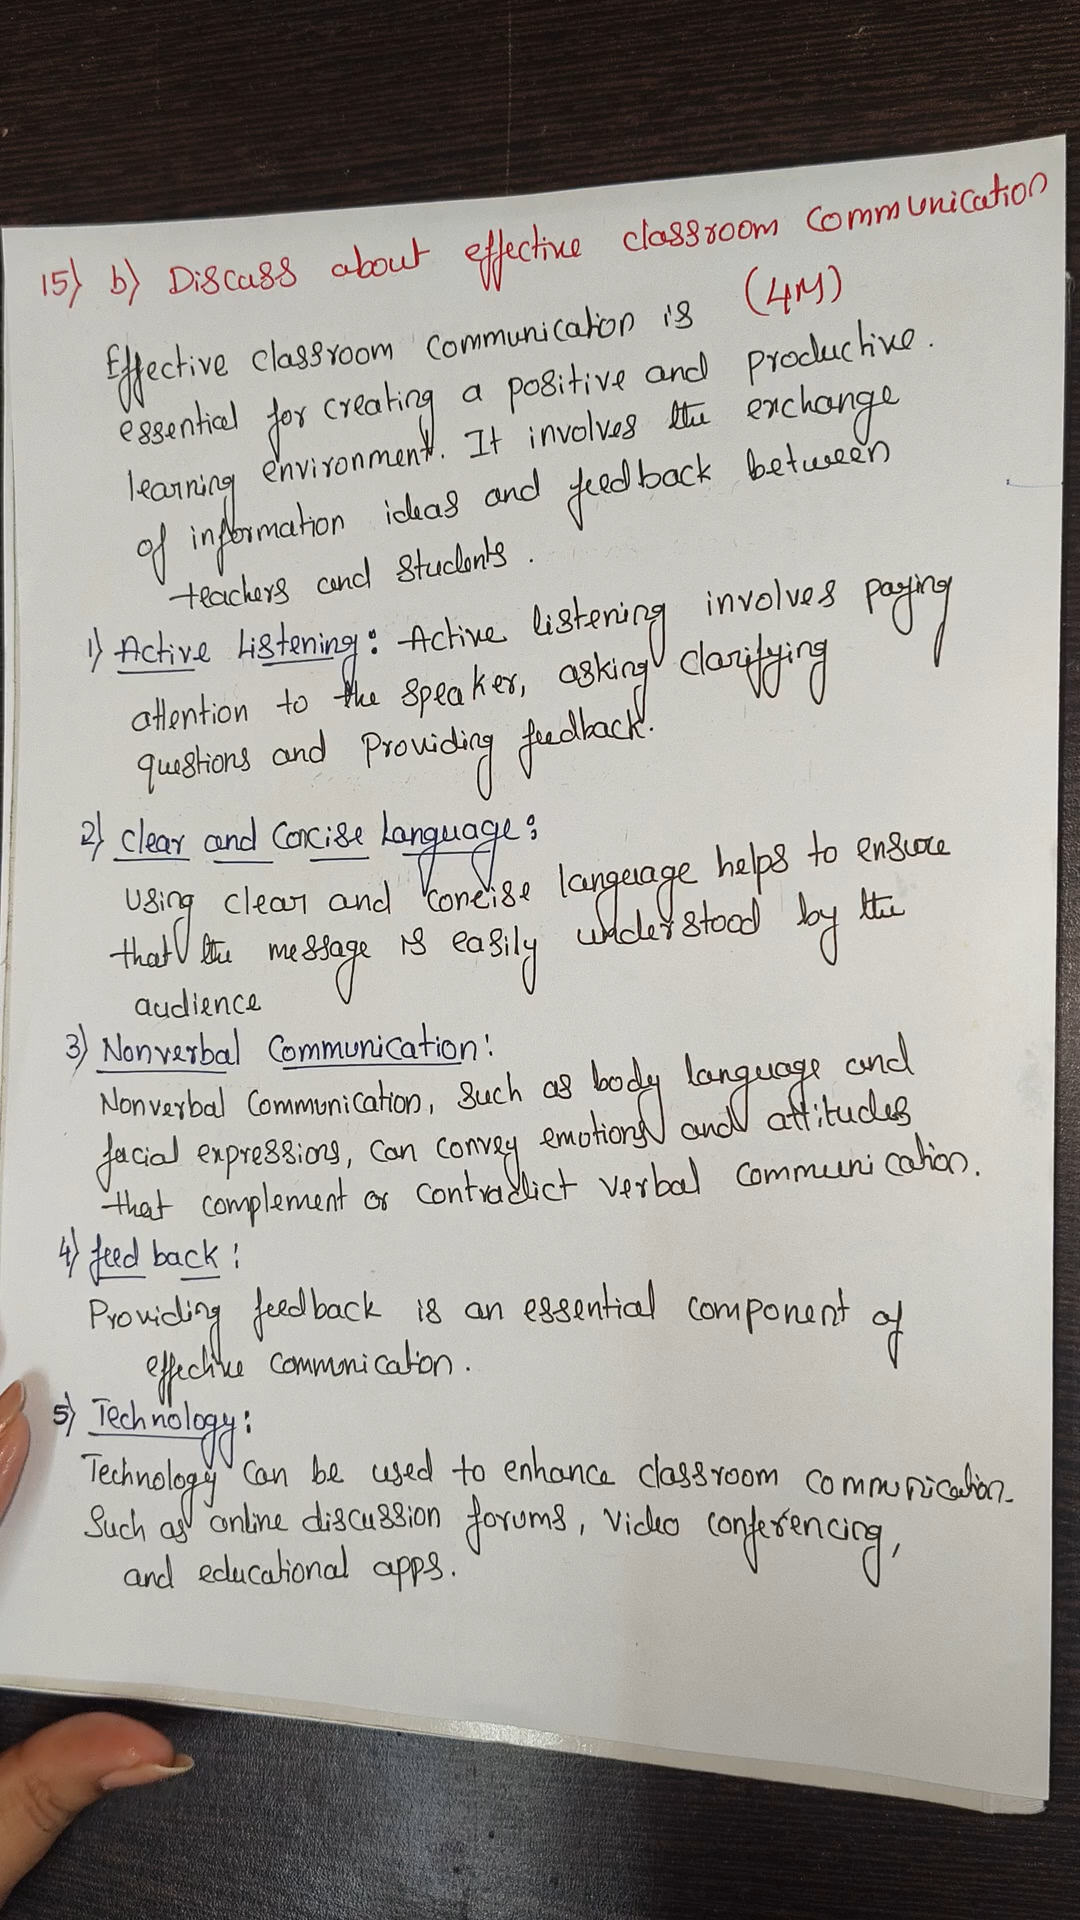 15) b) Discuss about effective classroom communication
(4M)
Effective classroom communication is
essential for creating a positive and productive.
learning environment. It involves the exchange
of information ideas and feedback between
teachers and students.
1) Active Listening: Active listening involves paying
attention to the speaker, asking clarifying
questions and Providing feedback.
2) Clear and Concise Language:
Using clear and concise language helps to ensure
that the message is easily understood by the
audience
3) Nonverbal Communication:
Nonverbal Communication, Such as body language and
facial expressions, can convey emotions and attitudes
that complement or contradict verbal communication.
4) feed back:
Providing feedback is an essential component of
effective communication.
5) Technology:
Technology can be used to enhance classroom communication.
Such as online discussion forums, video conferencing,
and educational apps.